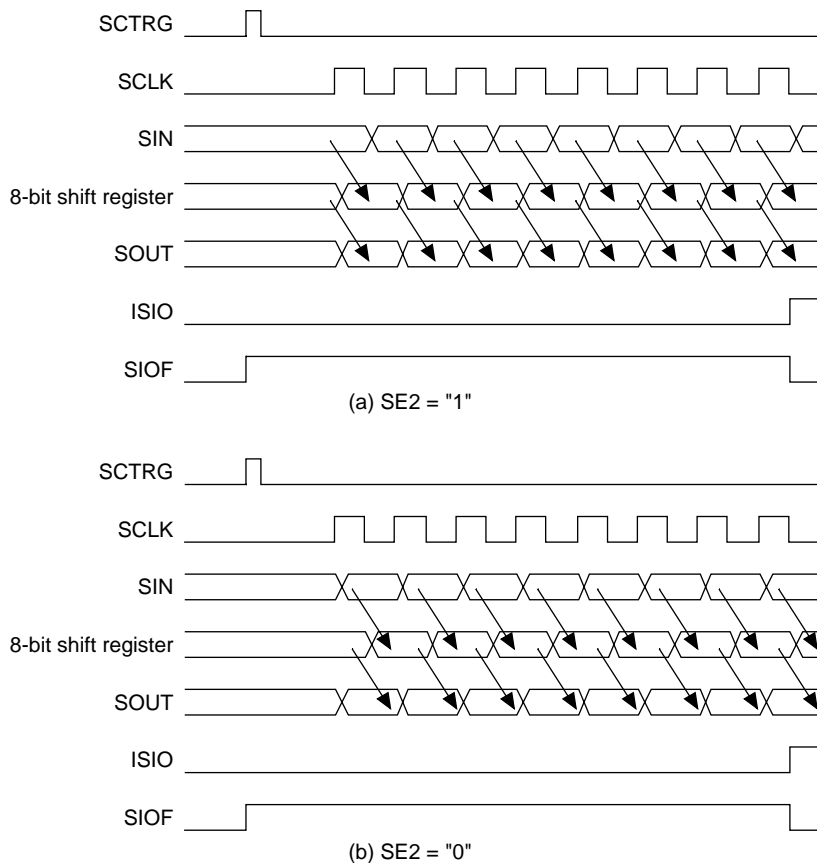 SCTRG
SCLK
SIN
8-bit shift register
SOUT
ISIO
SIOF
(a) SE2 = "1"
SCTRG
SCLK
SIN
8-bit shift register
SOUT
ISIO
SIOF
(b) SE2 = "0"